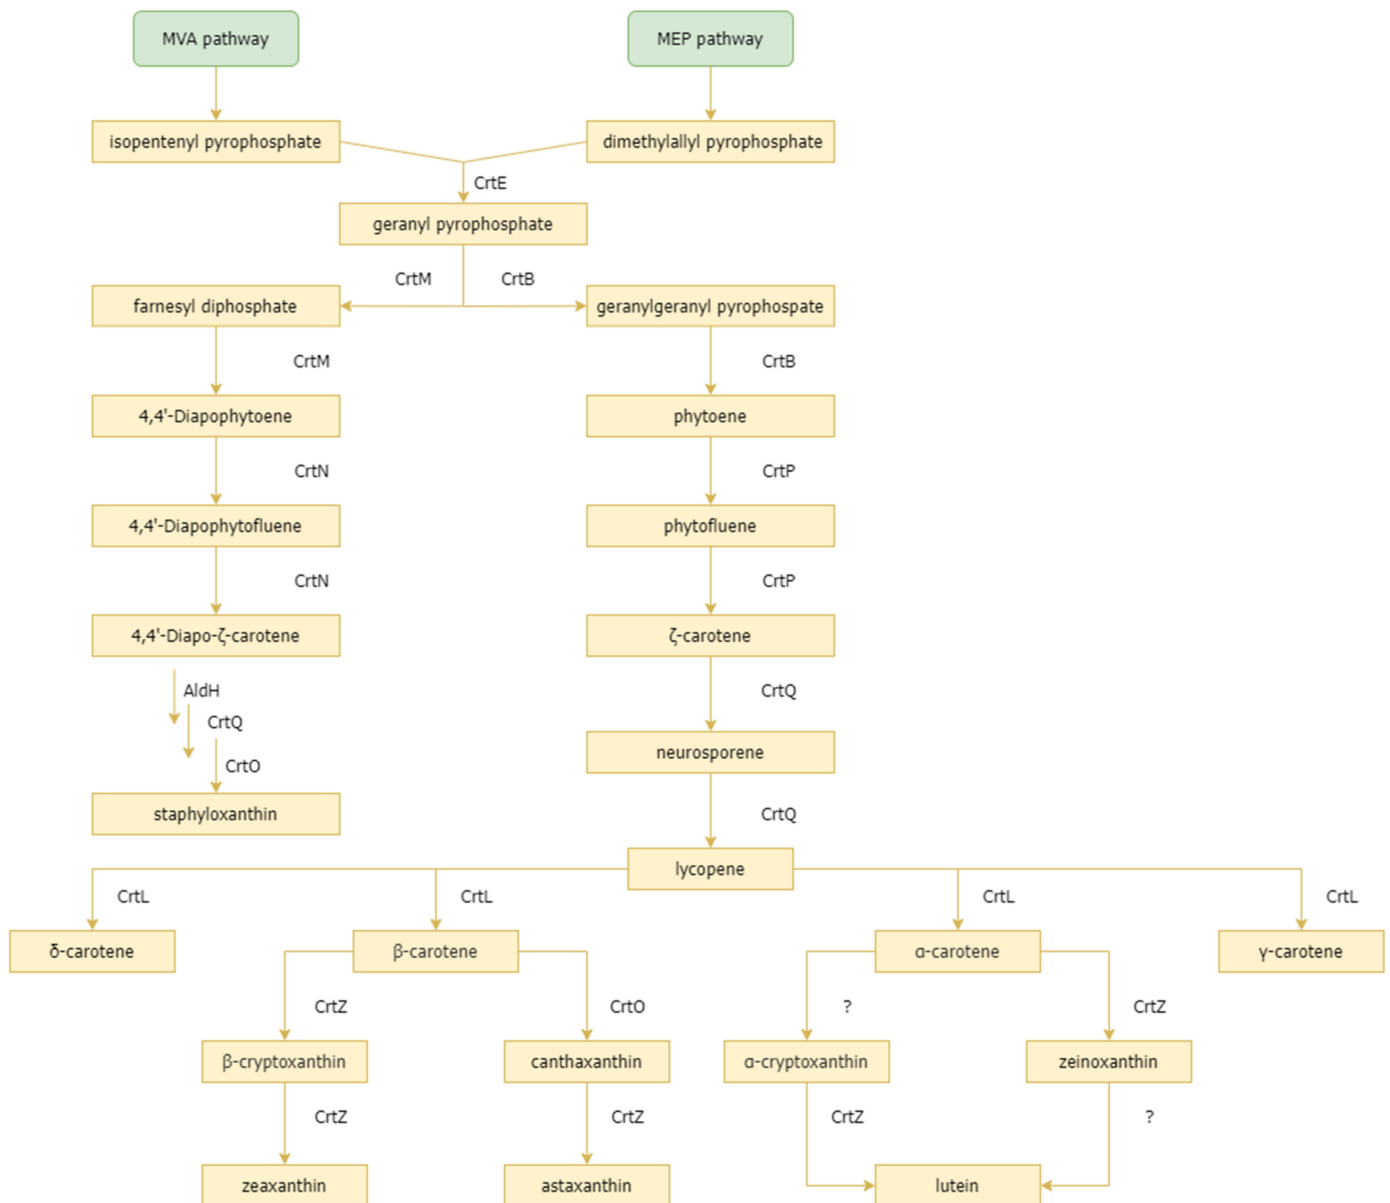 MVA pathway
MEP pathway
isopentenyl pyrophosphate
dimethylallyl pyrophosphate
CrtE
geranyl pyrophosphate
CrtM
CrtB
farnesyl diphosphate
geranylgeranyl pyrophospate
CrtM
CrtB
4,4'-Diapophytoene
phytoene
CrtN
CrtP
4,4'-Diapophytofluene
phytofluene
CrtN
CrtP
4,4'-Diapo-ζ-carotene
ζ-carotene
AldH
CrtQ
CrtQ
neurosporene
CrtO
staphyloxanthin
CrtQ
lycopene
CrtL
CrtL
CrtL
CrtL
δ-carotene
β-carotene
α-carotene
γ-carotene
CrtZ
CrtO
?
CrtZ
β-cryptoxanthin
canthaxanthin
α-cryptoxanthin
zeinoxanthin
CrtZ
CrtZ
CrtZ
?
zeaxanthin
astaxanthin
lutein